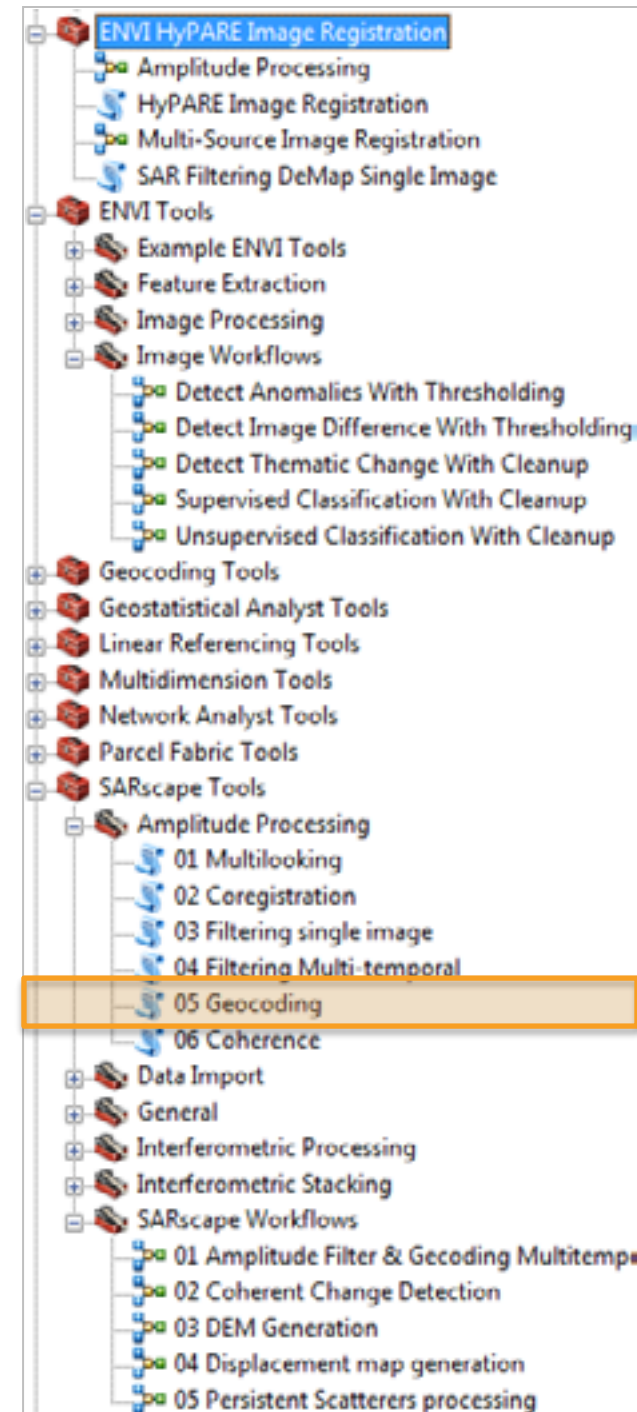 ENVI HyPARE Image Registration
Amplitude Processing
HyPARE Image Registration
Multi-Source Image Registration
SAR Filtering DeMap Single Image
ENVI Tools
Example ENVI Tools
Feature Extraction
Image Processing
Image Workflows
Detect Anomalies With Thresholding
Detect Image Difference With Thresholding
Detect Thematic Change With Cleanup
Supervised Classification With Cleanup
Unsupervised Classification With Cleanup
Geocoding Tools
Geostatistical Analyst Tools
Linear Referencing Tools
Multidimension Tools
Network Analyst Tools
Parcel Fabric Tools
SARscape Tools
Amplitude Processing
01 Multilooking
02 Coregistration
03 Filtering single image
04 Filtering Multi-temporal
05 Geocoding
06 Coherence
Data Import
General
Interferometric Processing
Interferometric Stacking
SARscape Workflows
01 Amplitude Filter & Gecoding Multitemp
02 Coherent Change Detection
03 DEM Generation
04 Displacement map generation
05 Persistent Scatterers processing